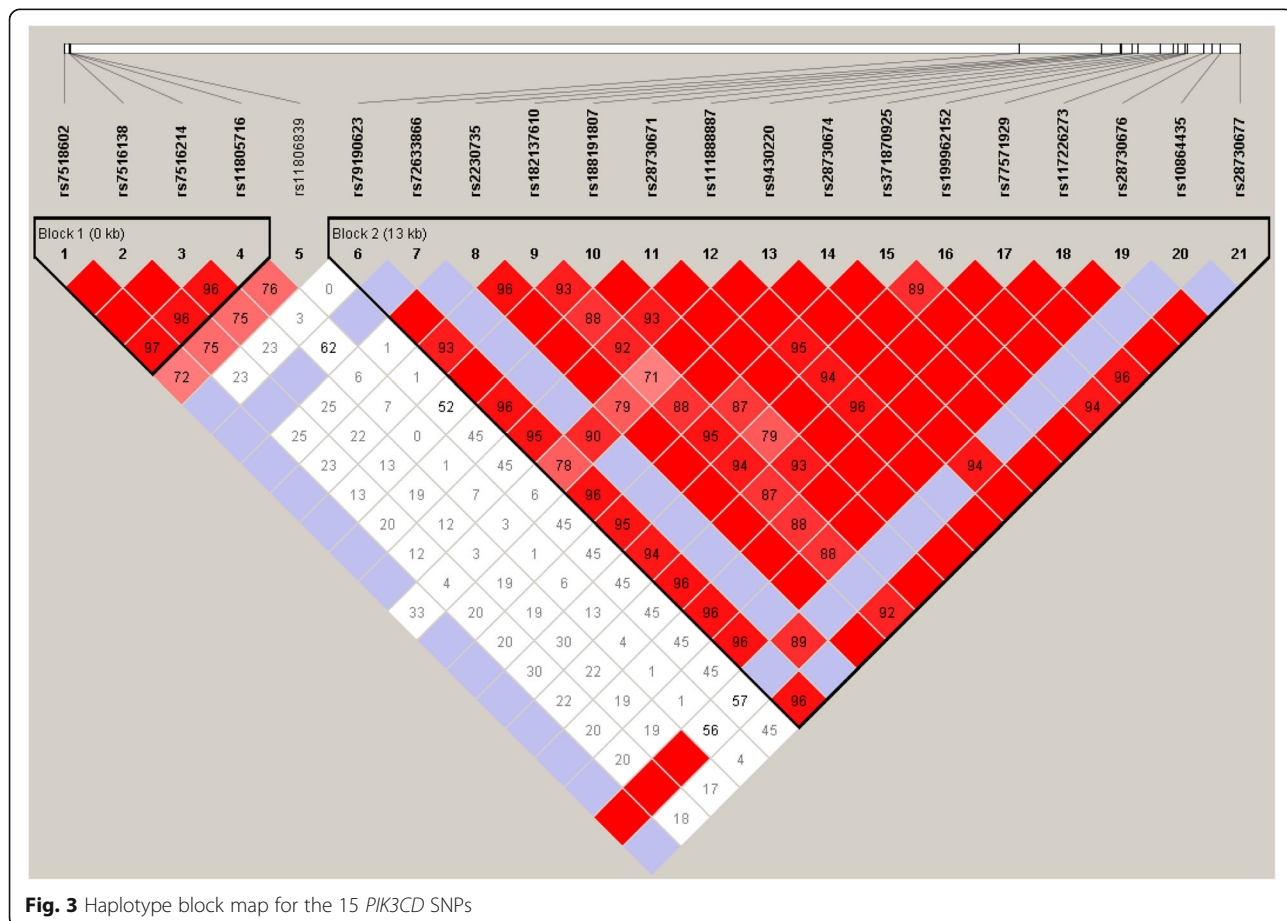 rs7518602 rs7516138 rs7516214 rs11805716 rs11806839 rs79190623 rs72633866 rs2230735 rs182137610 rs188191807 rs28730671 rs111888887 rs9430220 rs28730674 rs371870925 rs199962152 rs77571929 rs117226273 rs28730676 rs10864435 rs28730677
Block 1 (0 kb) Block 2 (13 kb)
1 2 3 4 5 6 7 8 9 10 11 12 13 14 15 16 17 18 19 20 21
96 76 0 96 93 89
96 75 3 88 93
97 75 23 62 1 93 92 95
72 23 6 1 71 94 96
25 7 52 96 79 88 87 96 94
25 22 0 45 95 90 95 79
23 13 1 45 78 94 93 94
13 19 7 6 96 87
20 12 3 45 95 88
12 3 1 45 94 88
4 19 6 45 96
33 20 19 13 45 96 92
20 30 4 45 96 89
30 22 1 45
22 19 1 57 96
20 19 56 45
20 4
17
18
Fig. 3 Haplotype block map for the 15 PIK3CD SNPs